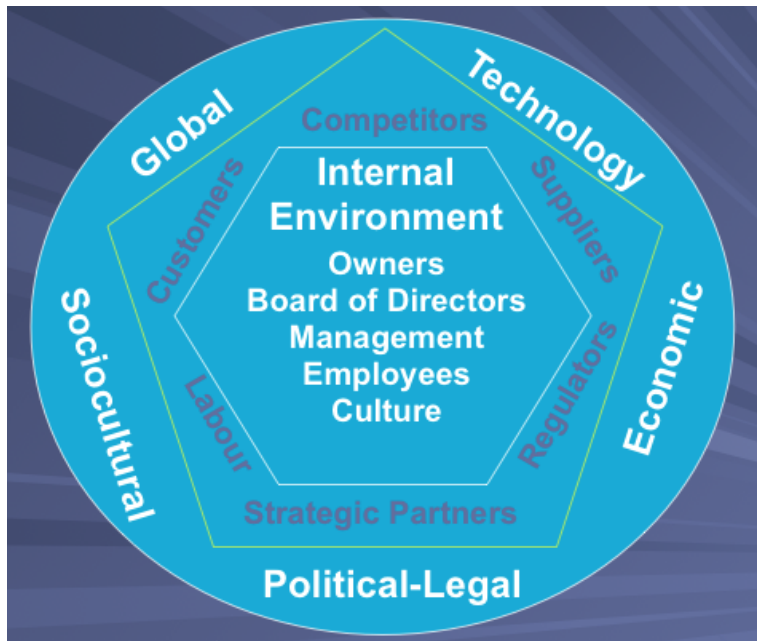 Global
Technology
Competitors
Customers
Suppliers
Internal
Environment
Owners
Board of Directors
Management
Employees
Culture
Sociocultural
Economic
Labour
Regulators
Strategic Partners
Political-Legal